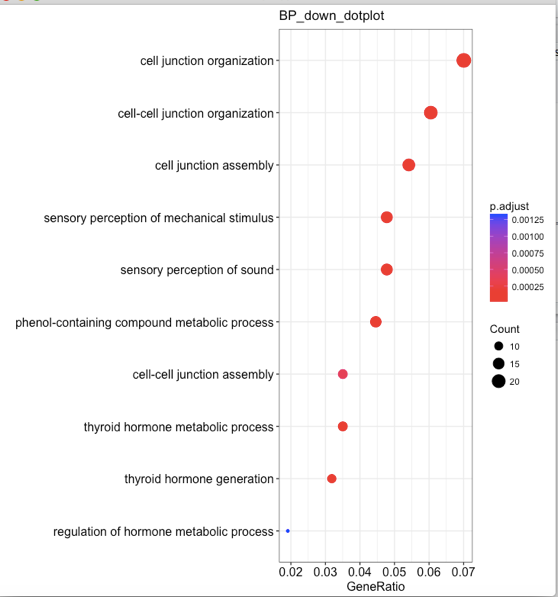 BP_down_dotplot
cell junction organization
cell-cell junction organization
cell junction assembly
sensory perception of mechanical stimulus
sensory perception of sound
phenol-containing compound metabolic process
cell-cell junction assembly
thyroid hormone metabolic process
thyroid hormone generation
regulation of hormone metabolic process
0.02 0.03 0.04 0.05 0.06 0.07
GeneRatio
p.adjust
0.00125
0.00100
0.00075
0.00050
0.00025
Count
10
15
20